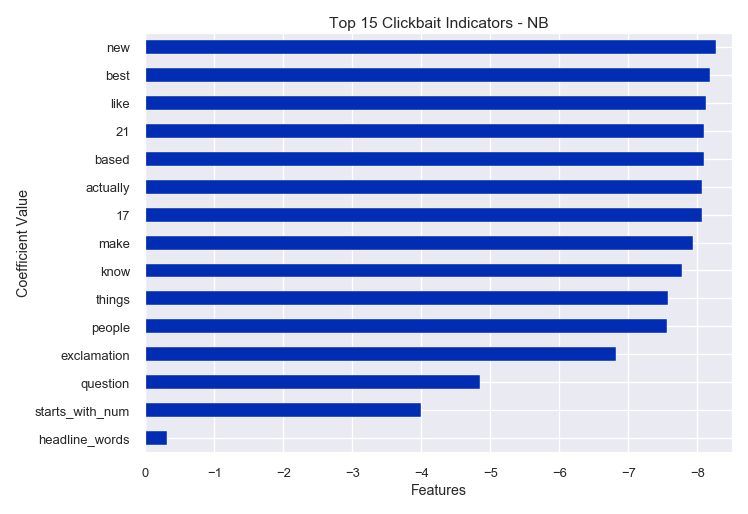 Top 15 Clickbait Indicators - NB
new
best
like
21
based
actually
17
make
know
things
people
exclamation
question
starts_with_num
headline_words
Coefficient Value
0 −1 −2 −3 −4 −5 −6 −7 −8
Features